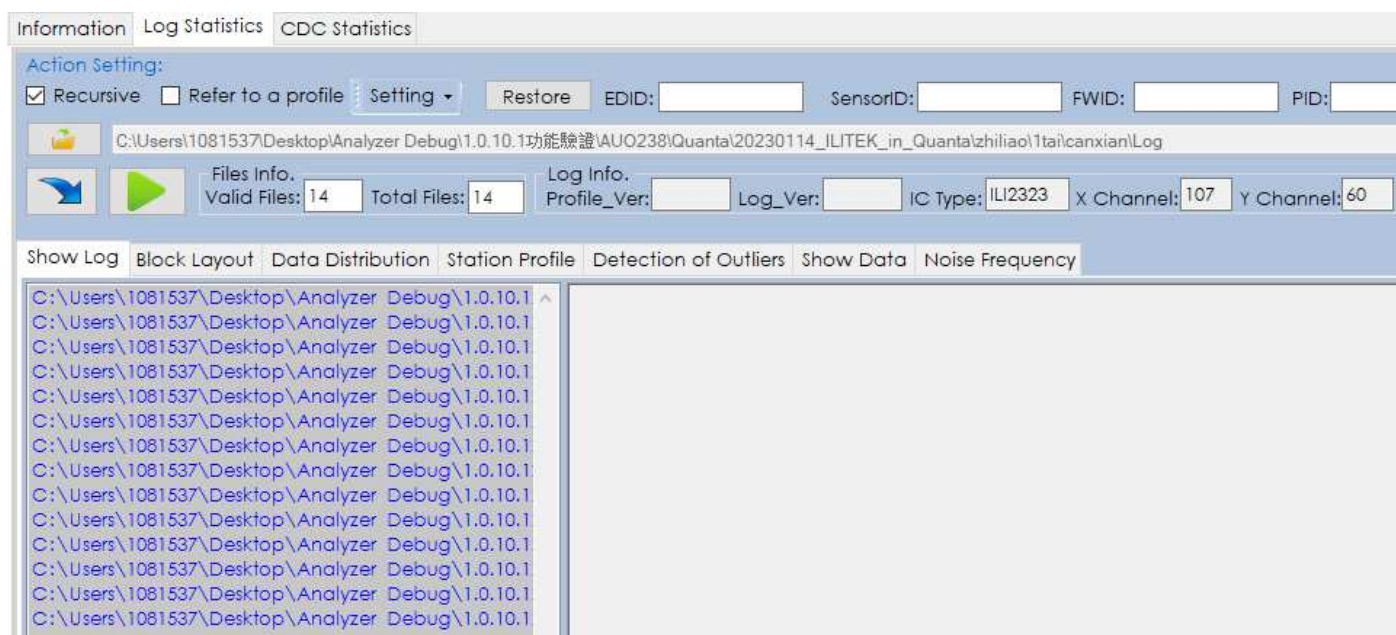 Information Log Statistics CDC Statistics
Action Setting:
Recursive Refer to a profile Setting Restore EDID: SensorID: FWID: PID:
C:\Users\1081537\Desktop\Analyzer Debug\1.0.10.1功能驗證\AUO238\Quanta\20230114_ILITEK_in_Quanta\zhiliao\1tai\canxian\Log
Files Info. Log Info.
Valid Files: 14 Total Files: 14 Profile_Ver: Log_Ver: IC Type: ILI2323 X Channel: 107 Y Channel: 60
Show Log Block Layout Data Distribution Station Profile Detection of Outliers Show Data Noise Frequency
C:\Users\1081537\Desktop\Analyzer Debug\1.0.10.1
C:\Users\1081537\Desktop\Analyzer Debug\1.0.10.1
C:\Users\1081537\Desktop\Analyzer Debug\1.0.10.1
C:\Users\1081537\Desktop\Analyzer Debug\1.0.10.1
C:\Users\1081537\Desktop\Analyzer Debug\1.0.10.1
C:\Users\1081537\Desktop\Analyzer Debug\1.0.10.1
C:\Users\1081537\Desktop\Analyzer Debug\1.0.10.1
C:\Users\1081537\Desktop\Analyzer Debug\1.0.10.1
C:\Users\1081537\Desktop\Analyzer Debug\1.0.10.1
C:\Users\1081537\Desktop\Analyzer Debug\1.0.10.1
C:\Users\1081537\Desktop\Analyzer Debug\1.0.10.1
C:\Users\1081537\Desktop\Analyzer Debug\1.0.10.1
C:\Users\1081537\Desktop\Analyzer Debug\1.0.10.1
C:\Users\1081537\Desktop\Analyzer Debug\1.0.10.1